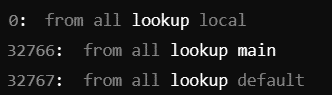 0: from all lookup local
32766: from all lookup main
32767: from all lookup default